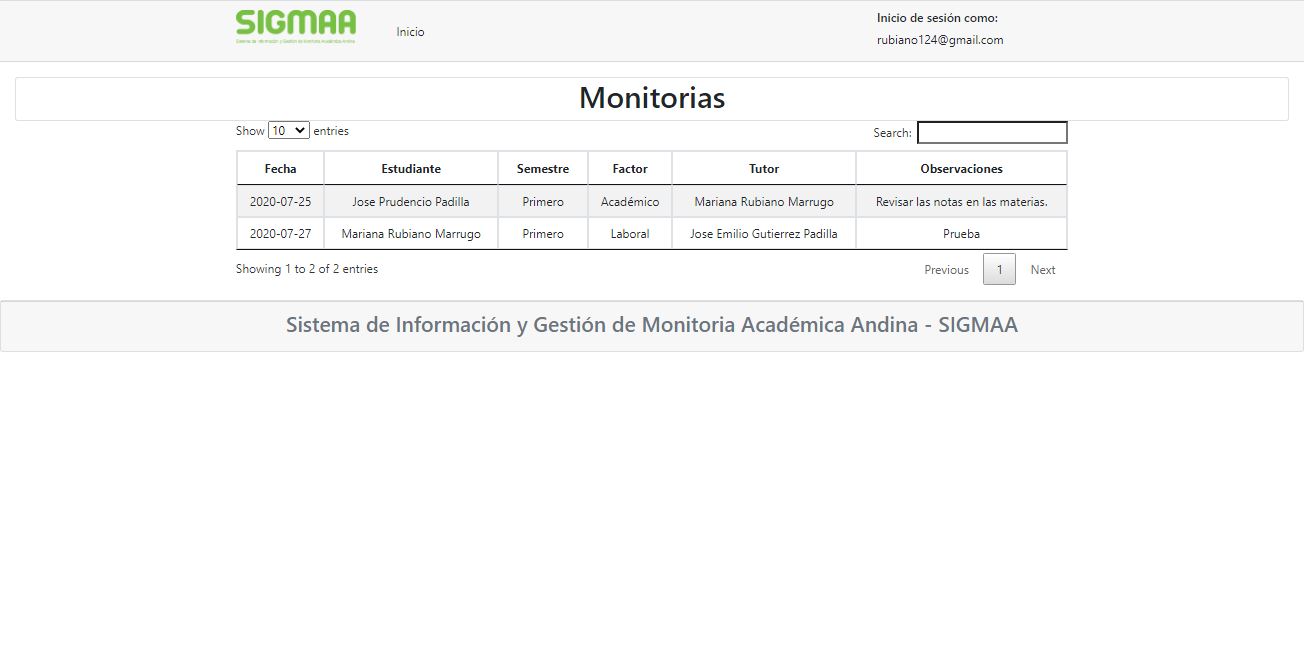 SIGMAA
Sistema de Información y Gestión de Monitoria Académica Andina
Inicio
Inicio de sesión como:
rubiano124@gmail.com
Monitorias
Show 10 entries Search:
Fecha Estudiante Semestre Factor Tutor Observaciones
2020-07-25 Jose Prudencio Padilla Primero Académico Mariana Rubiano Marrugo Revisar las notas en las materias.
2020-07-27 Mariana Rubiano Marrugo Primero Laboral Jose Emilio Gutierrez Padilla Prueba
Showing 1 to 2 of 2 entries Previous 1 Next
Sistema de Información y Gestión de Monitoria Académica Andina - SIGMAA